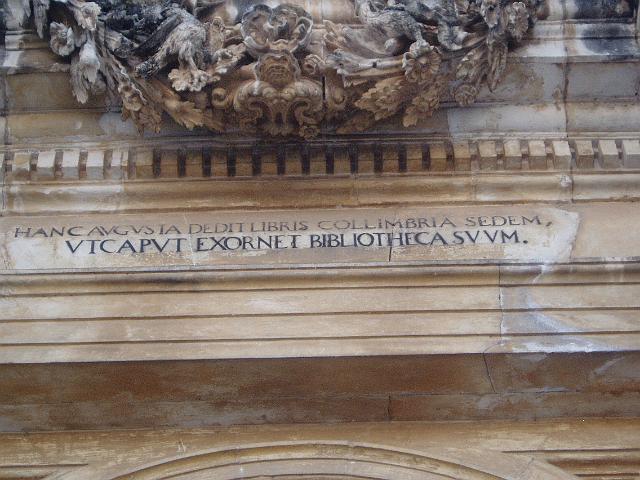 HANC AVGVSTA DEDIT LIBRIS COLLIMBRIA SEDEM,
VT CAPVT EXORNET BIBLIOTHECA SVVM.